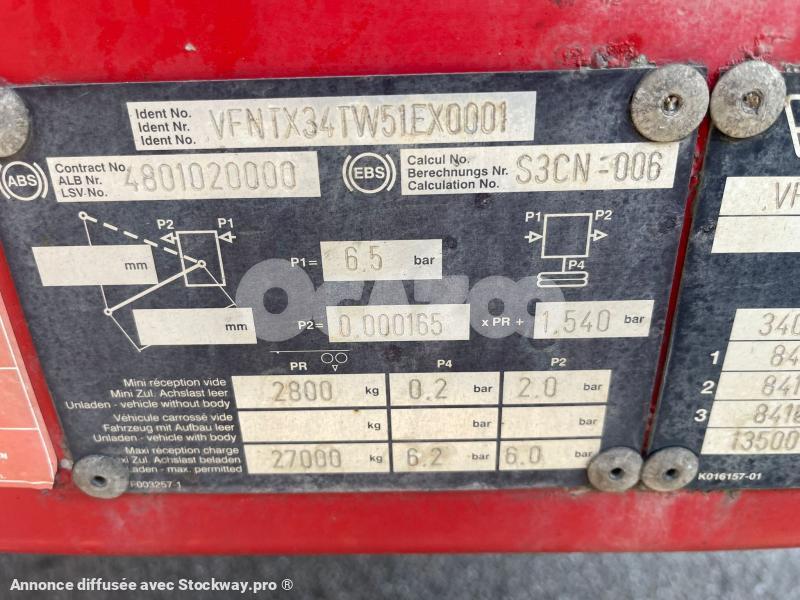 Ident No.
Ident Nr.
Ident No.
VFNTX34TW51EX0001
ABS
Contract No
ALB Nr.
LSV-No.
4801020000
EBS
Calcul No.
Berechnungs Nr.
Calculation No.
S3CN-006
P2 P1
mm
mm
P1= 6.5 bar
P1 P2
P4
P2= 0.000165 x PR + 1.540 bar
PR P4 P2
Mini réception vide
Mini Zul. Achslast leer
Unladen - vehicle without body
2800 kg 0.2 bar 2.0 bar
Véhicule carrossé vide
Fahrzeug mit Aufbau leer
Unladen - vehicle with body
kg bar bar
Maxi réception charge
xi Zul. Achslast beladen
laden - max. permitted
27000 kg 6.2 bar 6.0 bar
F003257-1
VF
340
1 84
2 841
3 8418
13500
K016157-01
OCAZOO
Annonce diffusée avec Stockway.pro ®